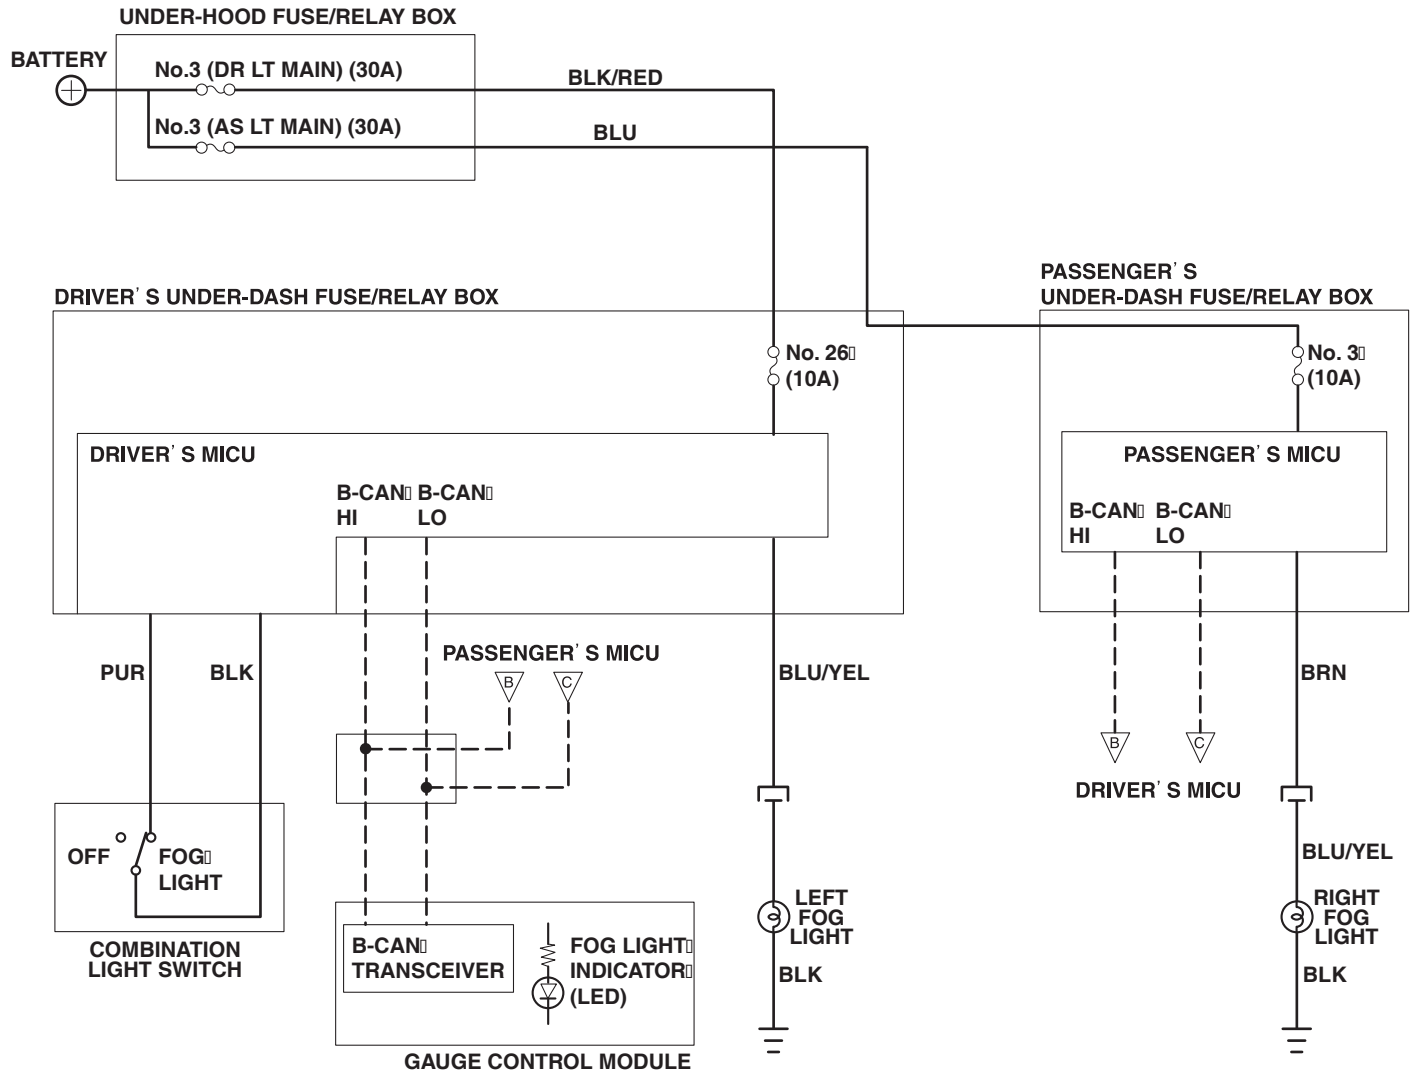 UNDER-HOOD FUSE/RELAY BOX
BATTERY
No.3 (DR LT MAIN) (30A)
BLK/RED
No.3 (AS LT MAIN) (30A)
BLU
PASSENGER'S
UNDER-DASH FUSE/RELAY BOX
DRIVER'S UNDER-DASH FUSE/RELAY BOX
No. 26
(10A)
No. 3
(10A)
DRIVER'S MICU
PASSENGER'S MICU
B-CAN B-CAN
HI LO
B-CAN B-CAN
HI LO
PUR
BLK
PASSENGER'S MICU
B
C
BLU/YEL
BRN
B
C
DRIVER'S MICU
OFF
FOG
LIGHT
COMBINATION
LIGHT SWITCH
BLU/YEL
LEFT
FOG
LIGHT
RIGHT
FOG
LIGHT
B-CAN
TRANSCEIVER
FOG LIGHT
INDICATOR
(LED)
BLK
BLK
GAUGE CONTROL MODULE